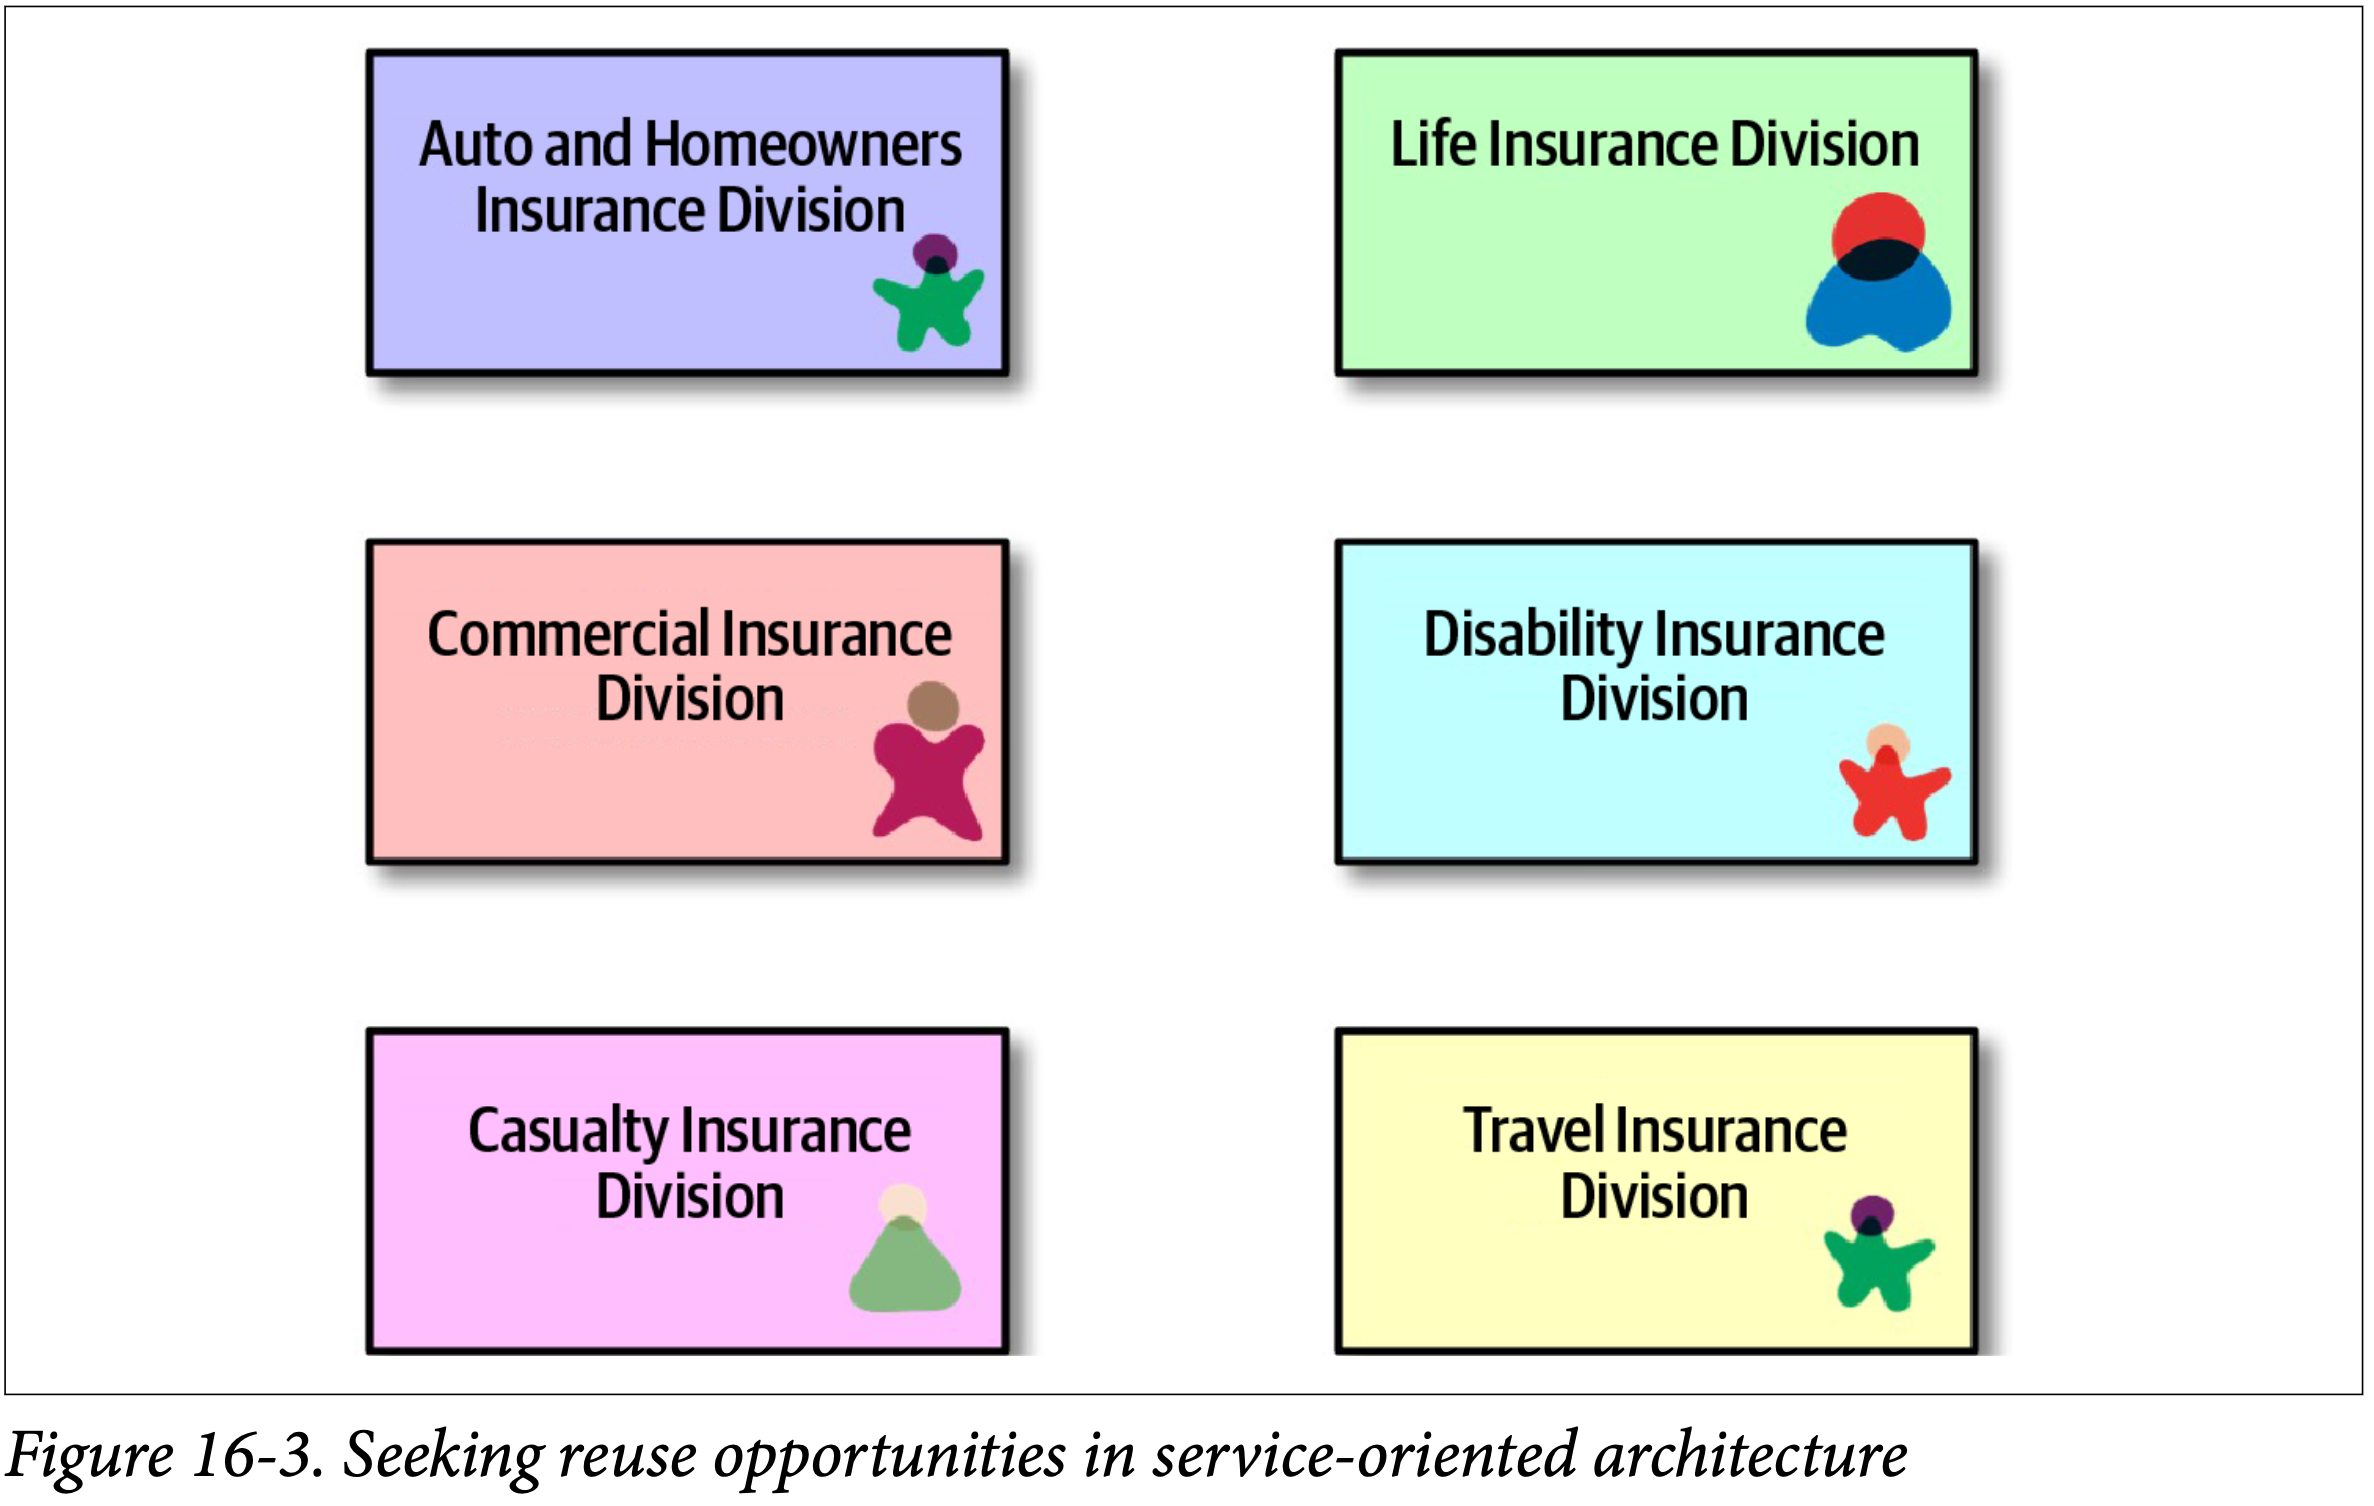 Auto and Homeowners
Insurance Division
Life Insurance Division
Commercial Insurance
Division
Disability Insurance
Division
Casualty Insurance
Division
Travel Insurance
Division
Figure 16-3. Seeking reuse opportunities in service-oriented architecture